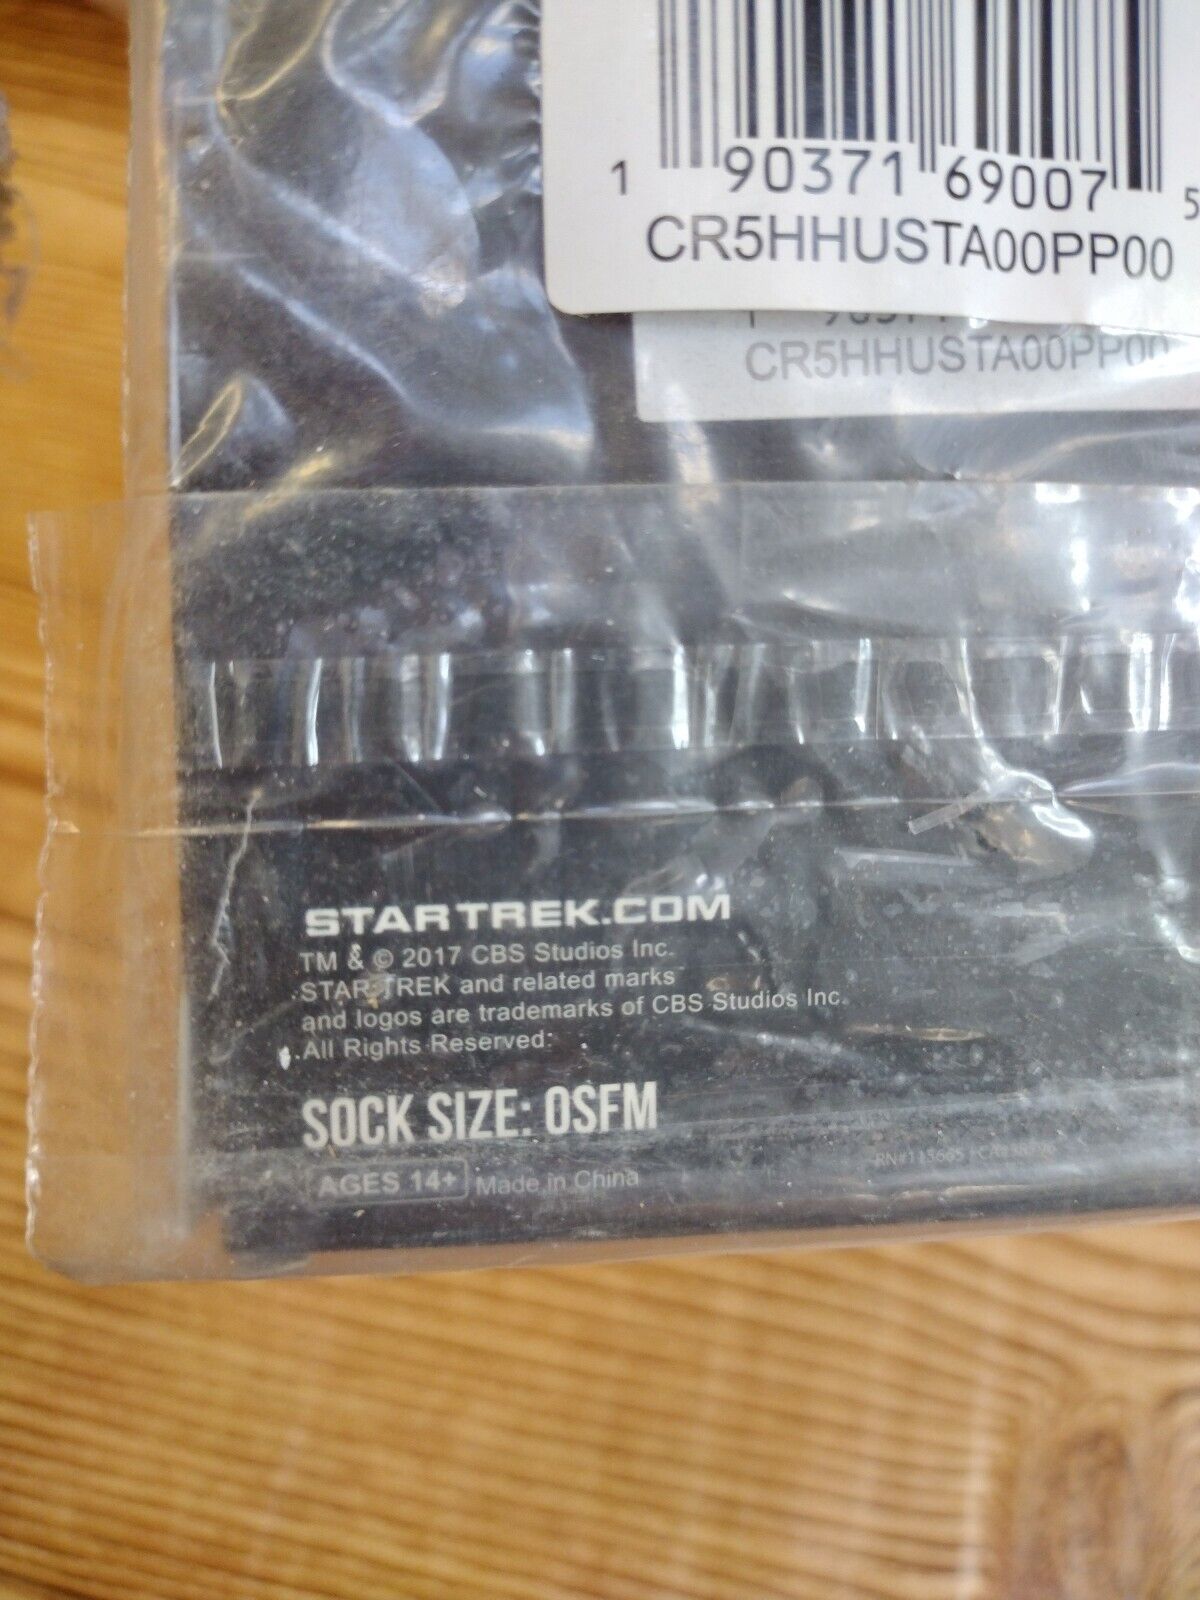 1 90371 69007 5
CR5HHUSTA00PP00
CR5HHUSTA00PP00
STARTREK.COM
TM & © 2017 CBS Studios Inc.
STAR TREK and related marks
and logos are trademarks of CBS Studios Inc.
All Rights Reserved.
SOCK SIZE: OSFM
AGES 14+ Made in China